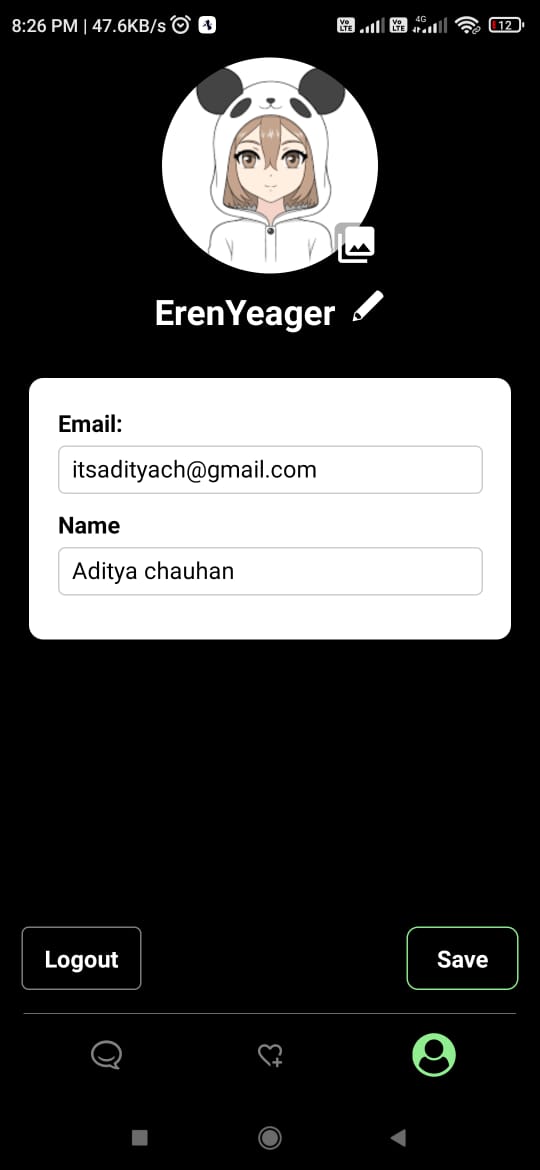 8:26 PM | 47.6KB/s
Vo LTE Vo LTE 4G 12
ErenYeager
Email:
itsadityach@gmail.com
Name
Aditya chauhan
Logout Save